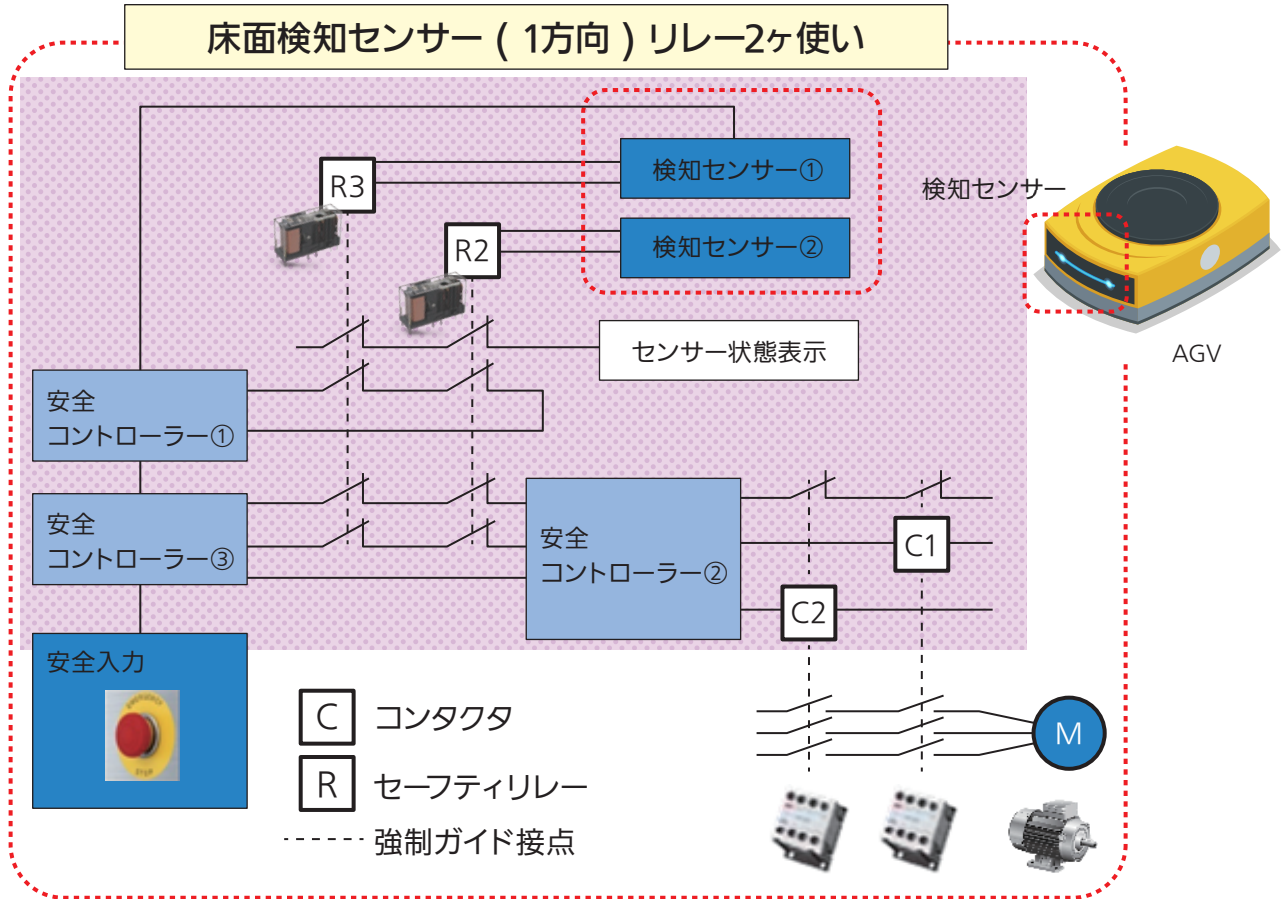 床面検知センサー ( 1方向 ) リレー2ヶ使い
検知センサー①
R3
検知センサー
検知センサー②
R2
センサー状態表示
AGV
安全
コントローラー①
安全
コントローラー③
安全
コントローラー②
C1
C2
安全入力
EMERGENCY
STOP
C コンタクタ
R セーフティリレー
強制ガイド接点
M